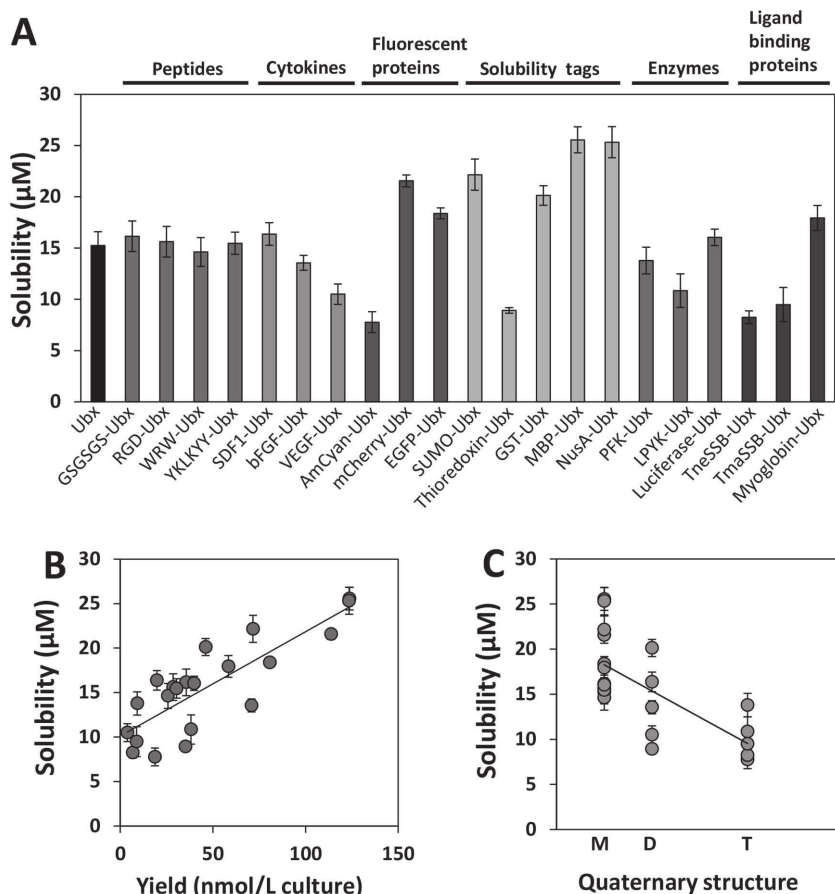 A
Peptides
Cytokines
Fluorescent
proteins
Solubility tags
Enzymes
Ligand
binding
proteins
Solubility (µM)
30
25
20
15
10
5
0
Ubx
GSGSGS-Ubx
RGD-Ubx
WRW-Ubx
YKLKYY-Ubx
SDF1-Ubx
bFGF-Ubx
VEGF-Ubx
AmCyan-Ubx
mCherry-Ubx
EGFP-Ubx
SUMO-Ubx
Thioredoxin-Ubx
GST-Ubx
MBP-Ubx
NusA-Ubx
PFK-Ubx
LPYK-Ubx
Luciferase-Ubx
TneSSB-Ubx
TmaSSB-Ubx
Myoglobin-Ubx
B
Solubility (µM)
30
25
20
15
10
5
0
0 50 100 150
Yield (nmol/L culture)
C
Solubility (µM)
30
25
20
15
10
5
0
M D T
Quaternary structure